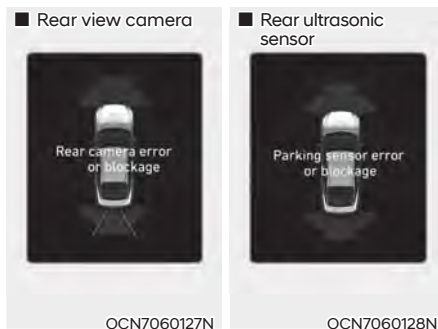 ■ Rear view camera
Rear camera error
or blockage
OCN7060127N
■ Rear ultrasonic
sensor
Parking sensor error
or blockage
OCN7060128N